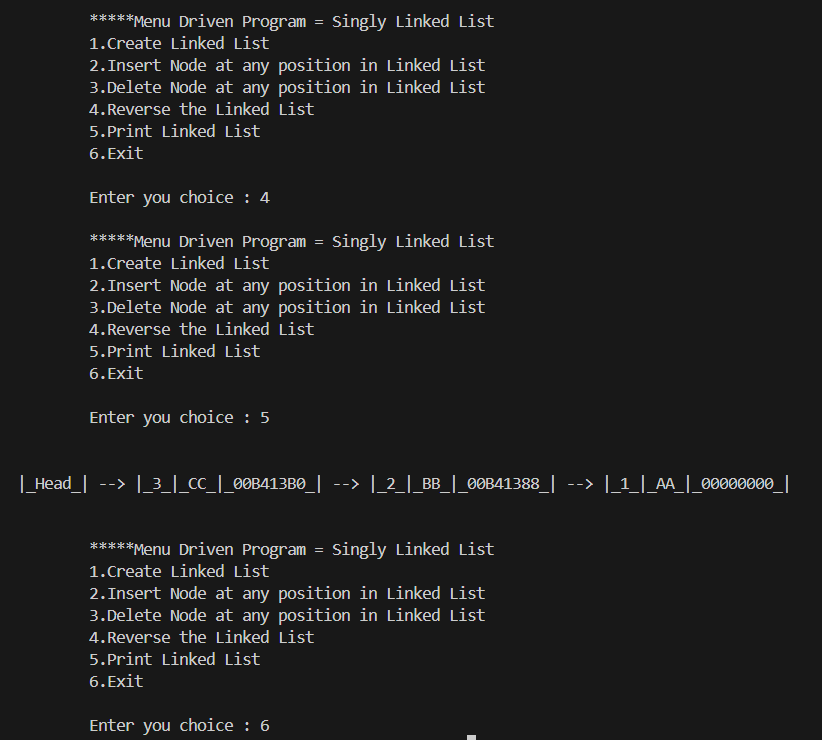 *****Menu Driven Program = Singly Linked List
1.Create Linked List
2.Insert Node at any position in Linked List
3.Delete Node at any position in Linked List
4.Reverse the Linked List
5.Print Linked List
6.Exit
Enter you choice : 4
*****Menu Driven Program = Singly Linked List
1.Create Linked List
2.Insert Node at any position in Linked List
3.Delete Node at any position in Linked List
4.Reverse the Linked List
5.Print Linked List
6.Exit
Enter you choice : 5
|_Head_| --> |_3_|_CC_|_00B413B0_| --> |_2_|_BB_|_00B41388_| --> |_1_|_AA_|_00000000_|
*****Menu Driven Program = Singly Linked List
1.Create Linked List
2.Insert Node at any position in Linked List
3.Delete Node at any position in Linked List
4.Reverse the Linked List
5.Print Linked List
6.Exit
Enter you choice : 6